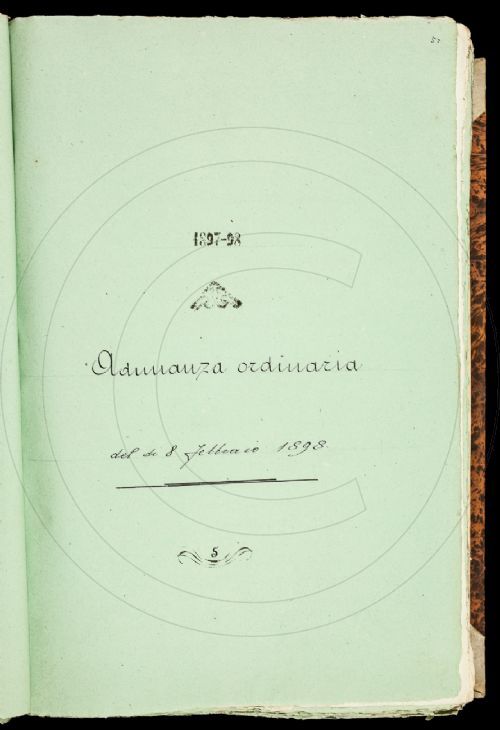 1897-98
Adunanza ordinaria
del dì 8 Febbraio 1898.
5